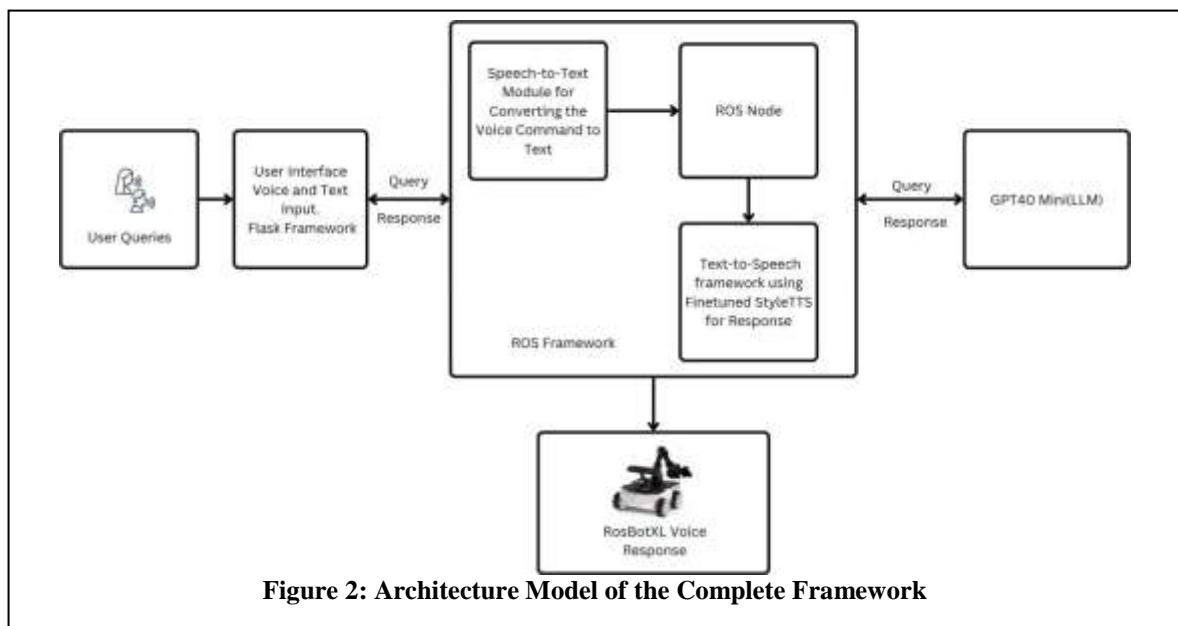 Speech-to-Text
Module for
Converting the
Voice Command to
Text
ROS Node
User Queries
User Interface
Voice and Text
Input.
Flask Framework
Query
Response
Query
Response
GPT40 Mini(LLM)
Text-to-Speech
framework using
Finetuned StyleTTS
for Response
ROS Framework
RosBotXL Voice
Response
Figure 2: Architecture Model of the Complete Framework